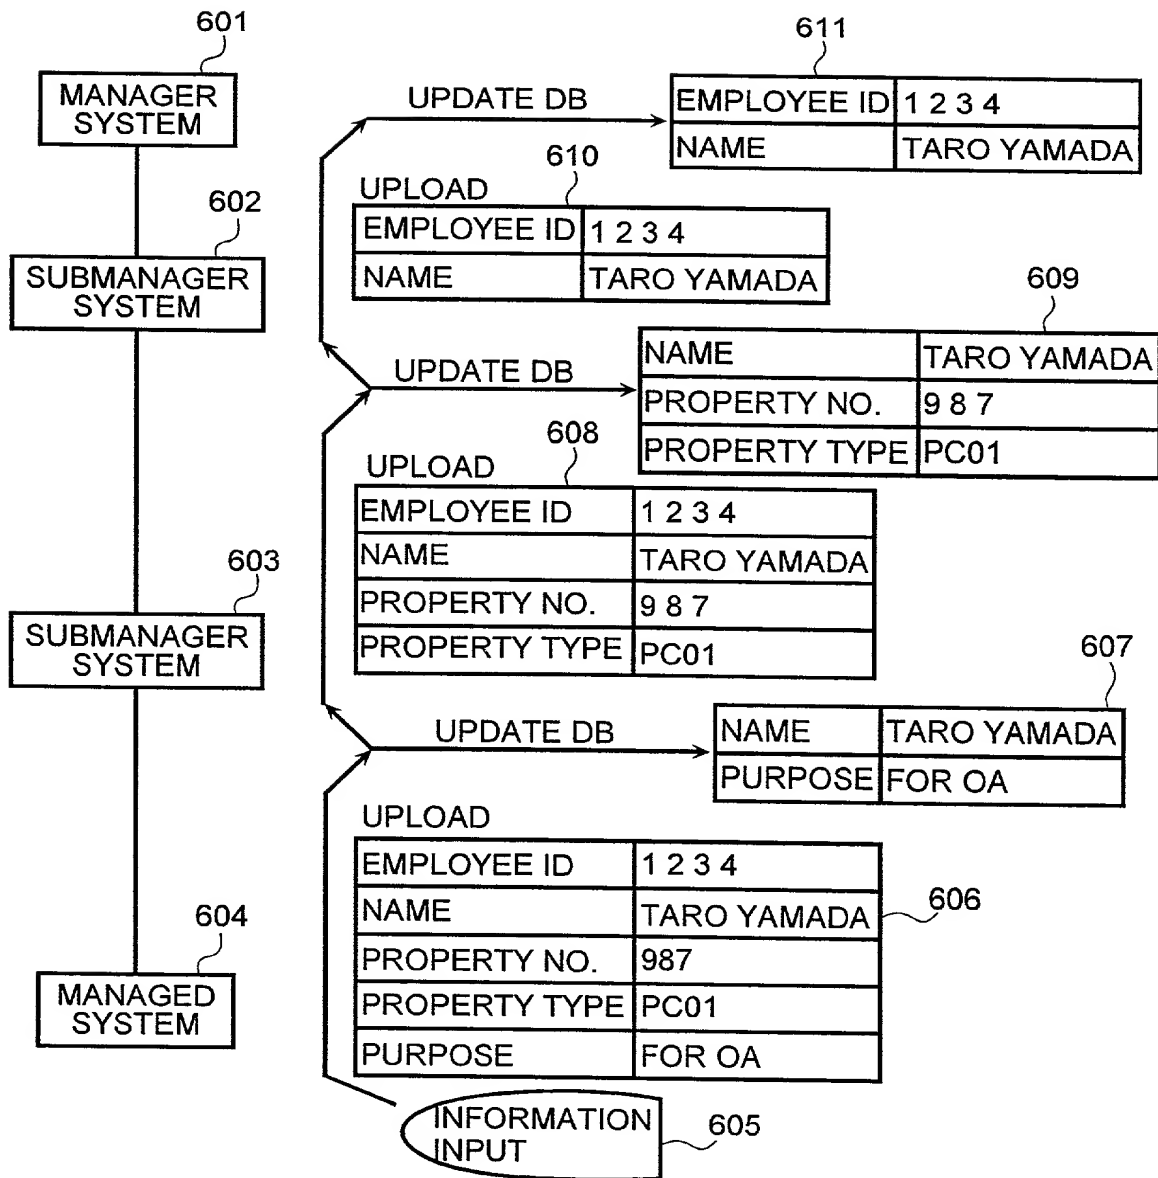 601
MANAGER
SYSTEM
602
SUBMANAGER
SYSTEM
603
SUBMANAGER
SYSTEM
604
MANAGED
SYSTEM
611
UPDATE DB
EMPLOYEE ID 1 2 3 4
NAME TARO YAMADA
610
UPLOAD
EMPLOYEE ID 1 2 3 4
NAME TARO YAMADA
609
UPDATE DB
NAME TARO YAMADA
PROPERTY NO. 9 8 7
PROPERTY TYPE PC01
608
UPLOAD
EMPLOYEE ID 1 2 3 4
NAME TARO YAMADA
PROPERTY NO. 9 8 7
PROPERTY TYPE PC01
607
UPDATE DB
NAME TARO YAMADA
PURPOSE FOR OA
UPLOAD
EMPLOYEE ID 1 2 3 4
NAME TARO YAMADA
606
PROPERTY NO. 987
PROPERTY TYPE PC01
PURPOSE FOR OA
INFORMATION
INPUT
605